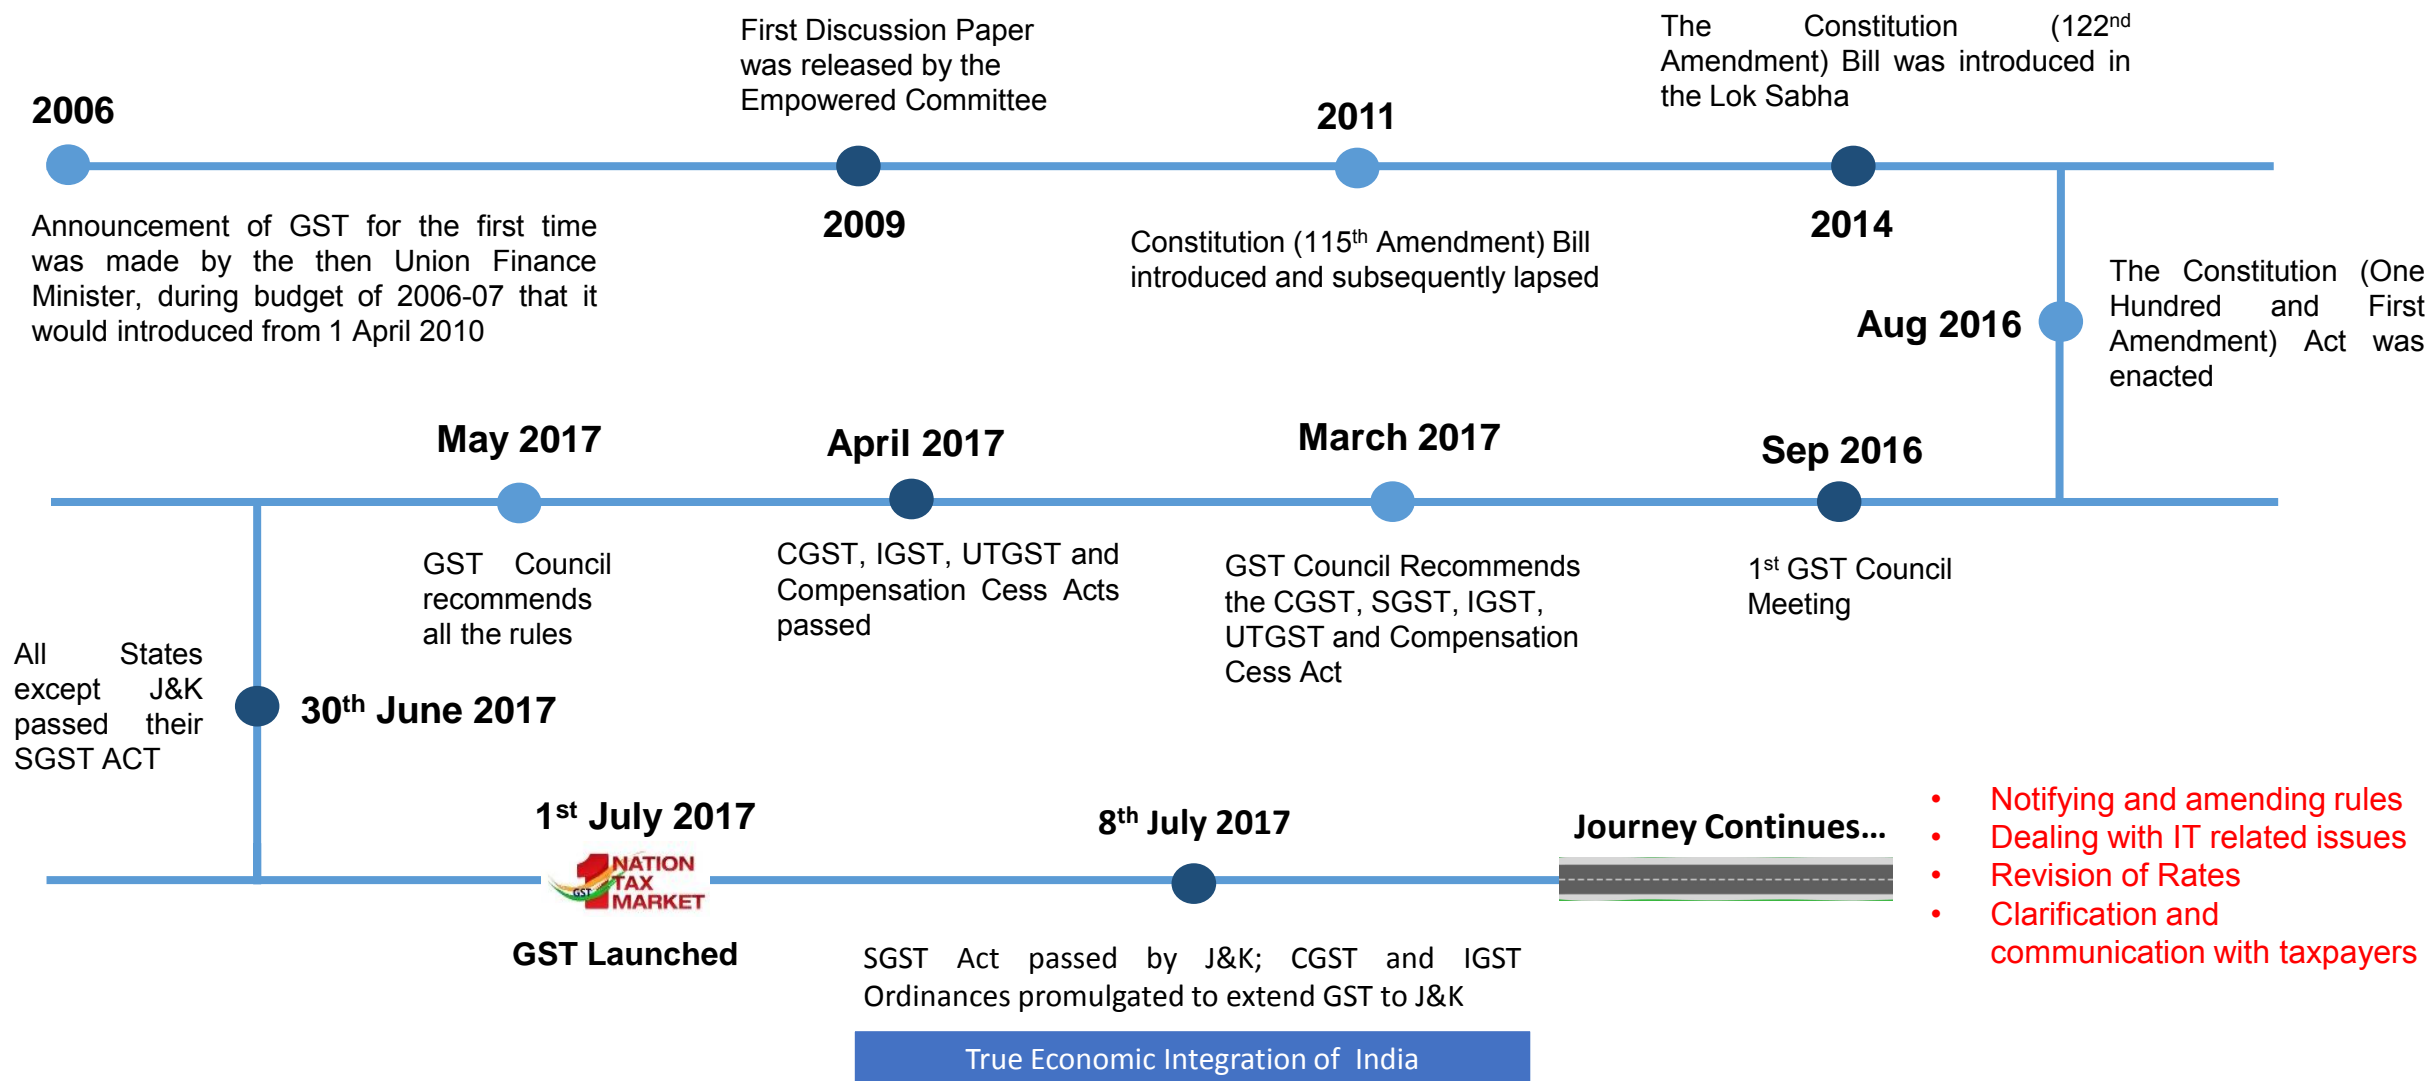 2006
Announcement of GST for the first time
was made by the then Union Finance
Minister, during budget of 2006-07 that it
would introduced from 1 April 2010
First Discussion Paper
was released by the
Empowered Committee
2009
2011
Constitution (115th Amendment) Bill
introduced and subsequently lapsed
The Constitution (122nd
Amendment) Bill was introduced in
the Lok Sabha
2014
Aug 2016
The Constitution (One
Hundred and First
Amendment) Act was
enacted
Sep 2016
1st GST Council
Meeting
March 2017
GST Council Recommends
the CGST, SGST, IGST,
UTGST and Compensation
Cess Act
April 2017
CGST, IGST, UTGST and
Compensation Cess Acts
passed
May 2017
GST Council
recommends
all the rules
All States
except J&K
passed their
SGST ACT
30th June 2017
1st July 2017
1 NATION
TAX
MARKET
GST
GST Launched
8th July 2017
SGST Act passed by J&K; CGST and IGST
Ordinances promulgated to extend GST to J&K
True Economic Integration of India
Journey Continues...
• Notifying and amending rules
• Dealing with IT related issues
• Revision of Rates
• Clarification and
communication with taxpayers